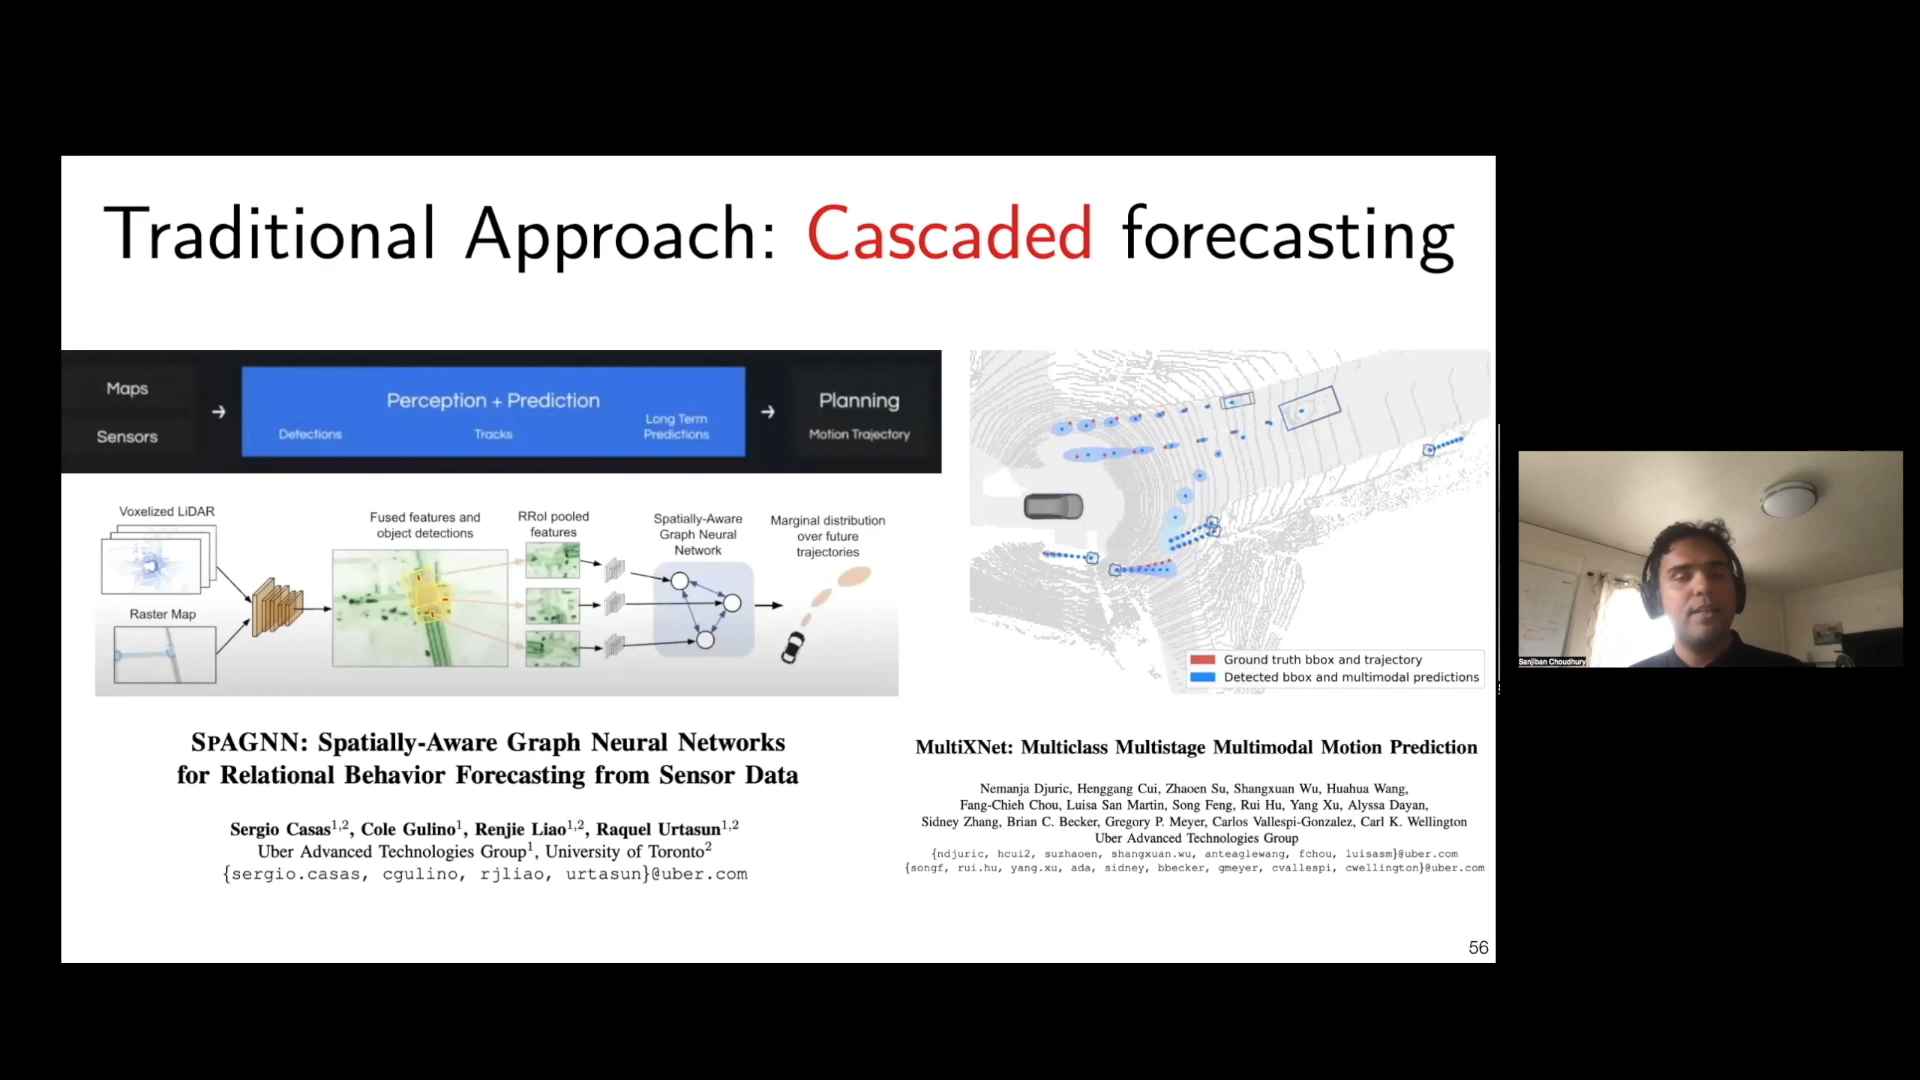 Traditional Approach: Cascaded forecasting
Maps
Sensors
Perception + Prediction
Detections
Tracks
Long Term
Predictions
Planning
Motion Trajectory
Voxelized LiDAR
Raster Map
Fused features and
object detections
RRoI pooled
features
Spatially-Aware
Graph Neural
Network
Marginal distribution
over future
trajectories
SPAGNN: Spatially-Aware Graph Neural Networks
for Relational Behavior Forecasting from Sensor Data
Sergio Casas1,2, Cole Gulino1, Renjie Liao1,2, Raquel Urtasun1,2
Uber Advanced Technologies Group1, University of Toronto2
{sergio.casas, cgulino, rjliao, urtasun}@uber.com
Ground truth bbox and trajectory
Detected bbox and multimodal predictions
MultiXNet: Multiclass Multistage Multimodal Motion Prediction
Nemanja Djuric, Henggang Cui, Zhaoen Su, Shangxuan Wu, Huahua Wang,
Fang-Chieh Chou, Luisa San Martin, Song Feng, Rui Hu, Yang Xu, Alyssa Dayan,
Sidney Zhang, Brian C. Becker, Gregory P. Meyer, Carlos Vallespi-Gonzalez, Carl K. Wellington
Uber Advanced Technologies Group
{ndjuric, hcui2, suzhaoen, shangxuan.wu, anteaglewang, fchou, luisasm}@uber.com
{songf, rui.hu, yang.xu, ada, sidney, bbecker, gmeyer, cvallespi, cwellington}@uber.com
56
Sanjiban Choudhury